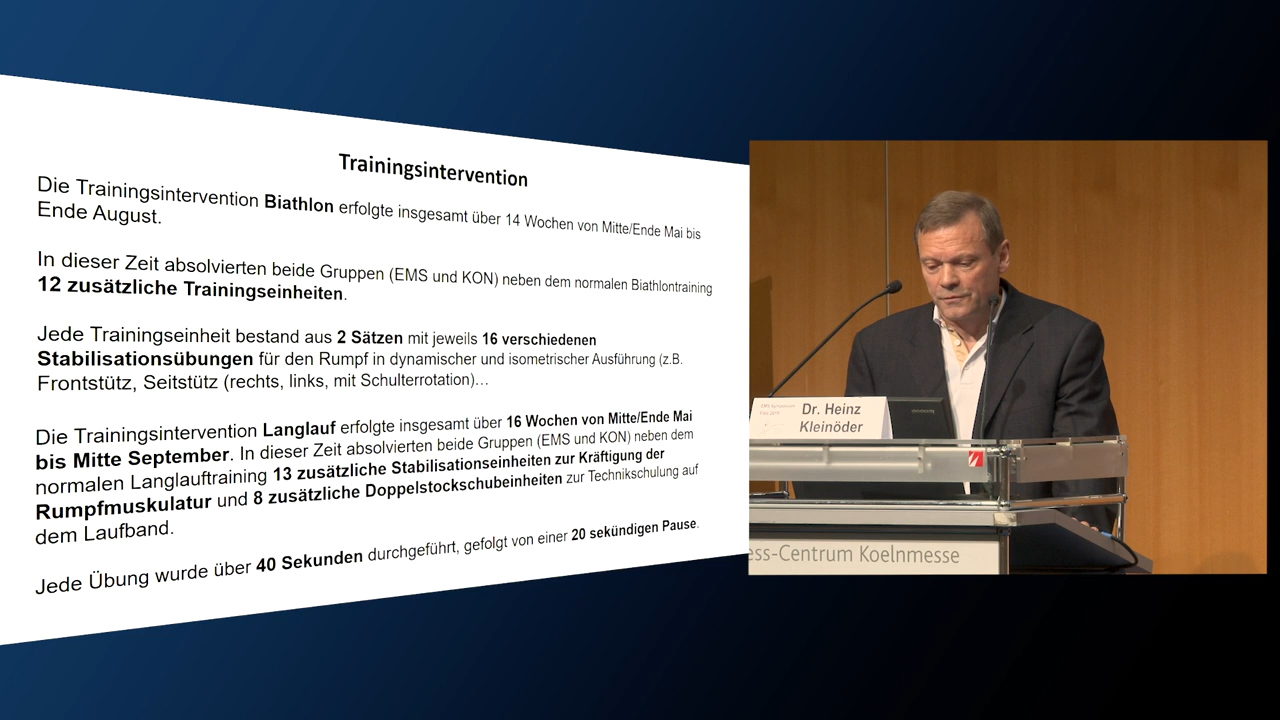 Trainingsintervention
Die Trainingsintervention Biathlon erfolgte insgesamt über 14 Wochen von Mitte/Ende Mai bis
Ende August.
In dieser Zeit absolvierten beide Gruppen (EMS und KON) neben dem normalen Biathlontraining
12 zusätzliche Trainingseinheiten.
Jede Trainingseinheit bestand aus 2 Sätzen mit jeweils 16 verschiedenen
Stabilisationsübungen für den Rumpf in dynamischer und isometrischer Ausführung (z.B.
Frontstütz, Seitstütz (rechts, links, mit Schulterrotation)…
Die Trainingsintervention Langlauf erfolgte insgesamt über 16 Wochen von Mitte/Ende Mai
bis Mitte September. In dieser Zeit absolvierten beide Gruppen (EMS und KON) neben dem
normalen Langlauftraining 13 zusätzliche Stabilisationseinheiten zur Kräftigung der
Rumpfmuskulatur und 8 zusätzliche Doppelstockschubeinheiten zur Technikschulung auf
dem Laufband.
Jede Übung wurde über 40 Sekunden durchgeführt, gefolgt von einer 20 sekündigen Pause.
Dr. Heinz
Kleinöder
ess-Centrum Koelnmesse